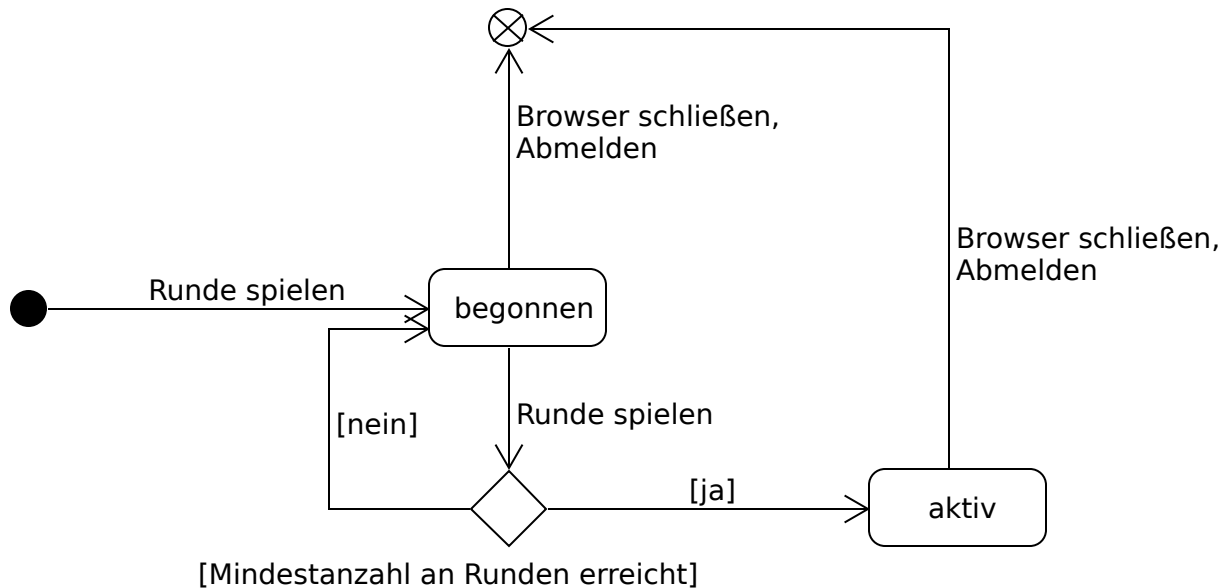 Browser schließen,
Abmelden
Browser schließen,
Abmelden
Runde spielen
begonnen
[nein]
Runde spielen
[ja]
aktiv
[Mindestanzahl an Runden erreicht]